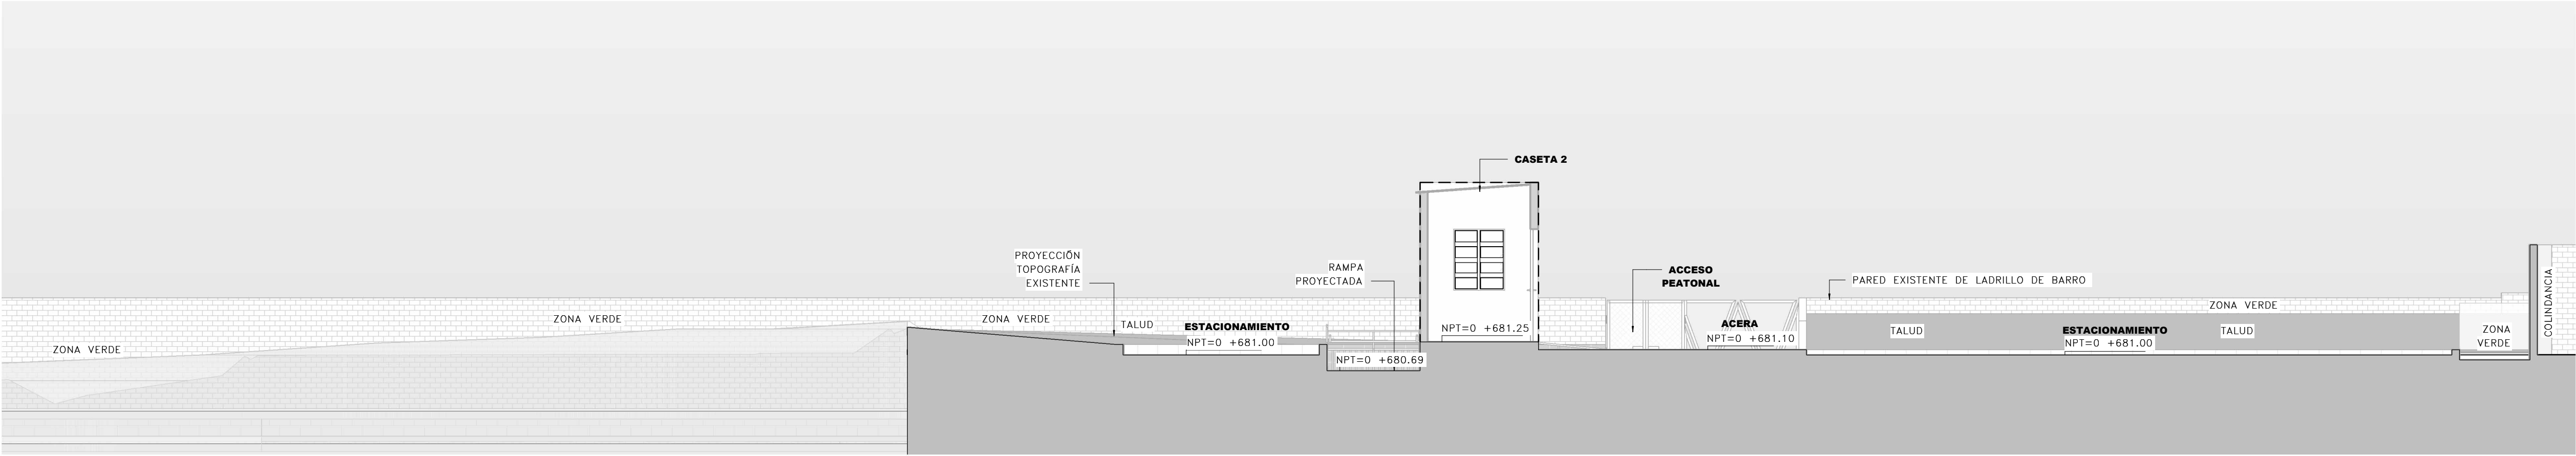 CASETA 2
PROYECCIÓN
TOPOGRAFÍA
EXISTENTE
RAMPA
PROYECTADA
ACCESO
PEATONAL
PARED EXISTENTE DE LADRILLO DE BARRO
COLINDANCIA
ZONA VERDE
ZONA VERDE
ZONA VERDE
TALUD
ESTACIONAMIENTO
NPT=0 +681.00
NPT=0 +680.69
NPT=0 +681.25
ACERA
NPT=0 +681.10
ZONA VERDE
TALUD
ESTACIONAMIENTO
NPT=0 +681.00
TALUD
ZONA
VERDE